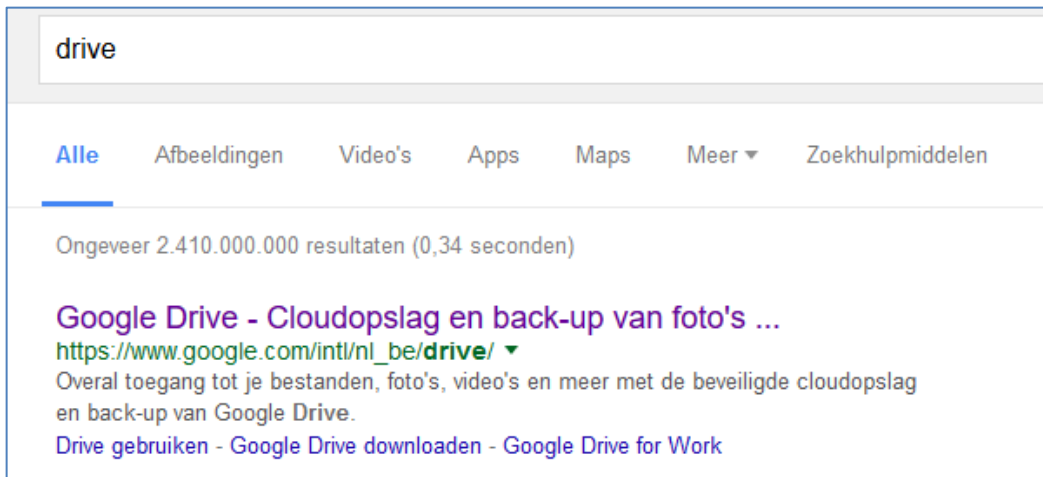 drive
Alle Afbeeldingen Video's Apps Maps Meer Zoekhulpmiddelen
Ongeveer 2.410.000.000 resultaten (0,34 seconden)
Google Drive - Cloudopslag en back-up van foto's ...
https://www.google.com/intl/nl_be/drive/
Overal toegang tot je bestanden, foto's, video's en meer met de beveiligde cloudopslag
en back-up van Google Drive.
Drive gebruiken - Google Drive downloaden - Google Drive for Work